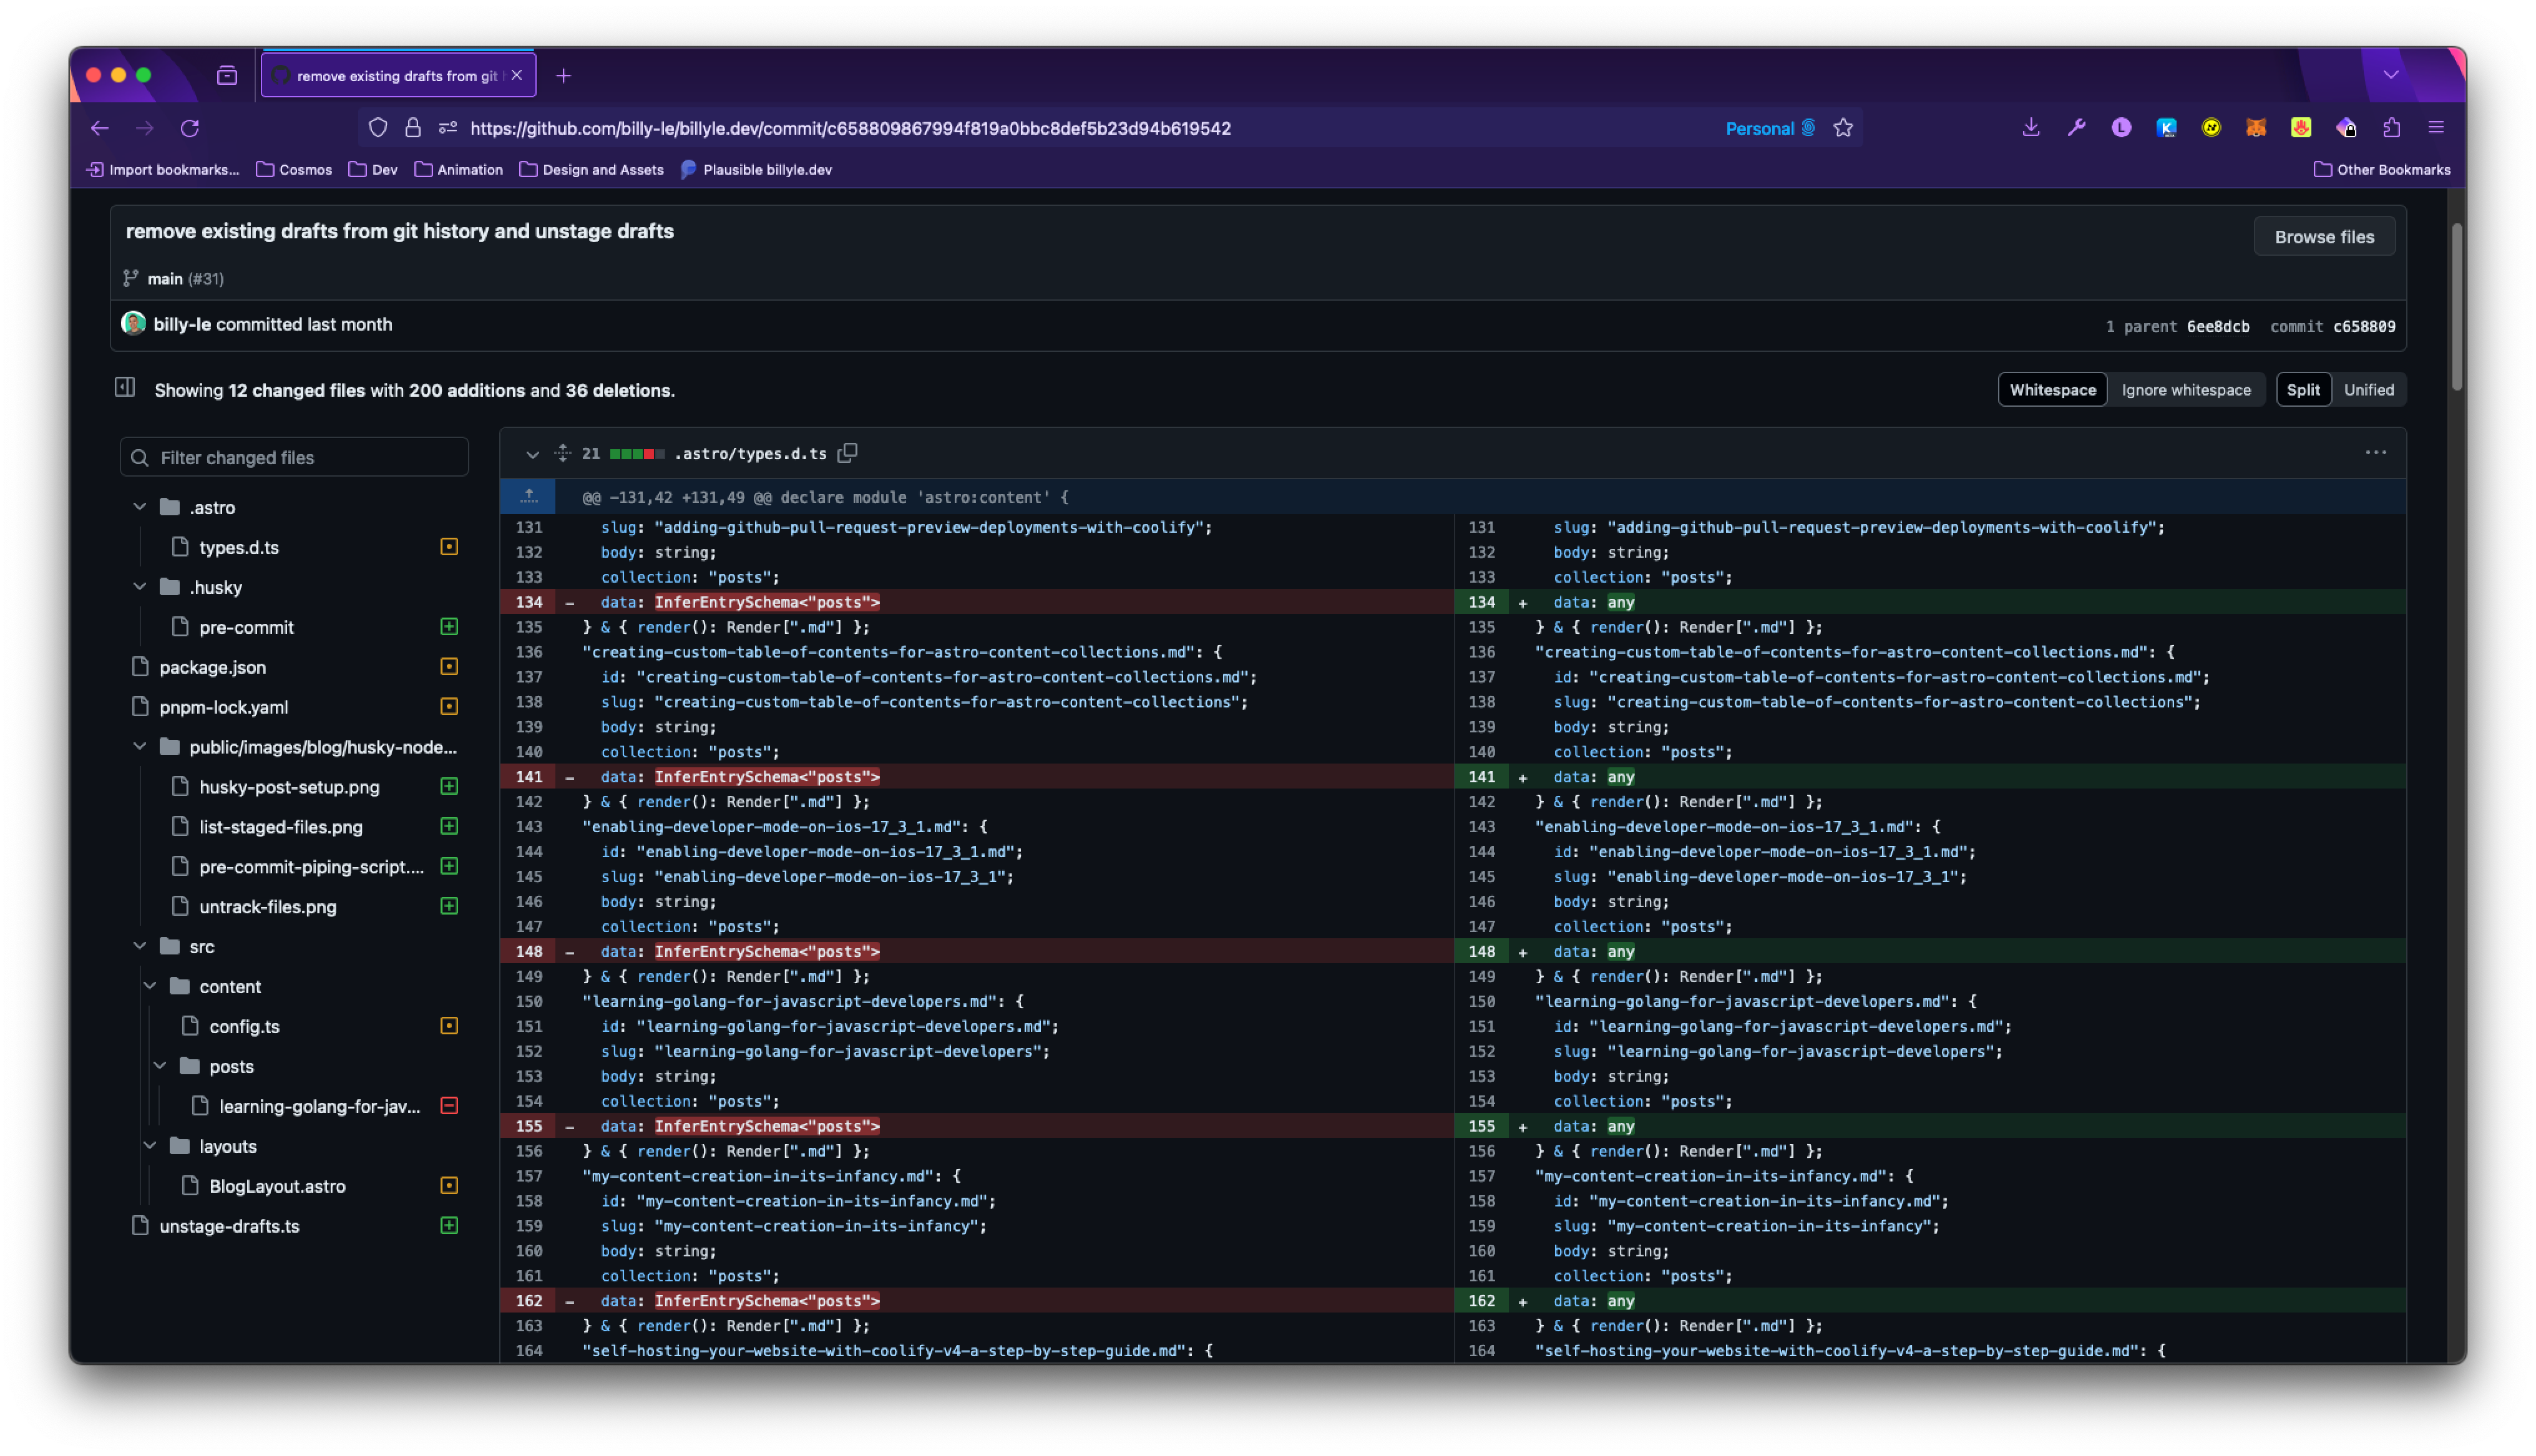 remove existing drafts from git h
https://github.com/billy-le/billyle.dev/commit/c658809867994f819a0bbc8def5b23d94b619542
Personal
Import bookmarks...
Cosmos
Dev
Animation
Design and Assets
Plausible billyle.dev
Other Bookmarks
remove existing drafts from git history and unstage drafts
Browse files
main (#31)
billy-le committed last month
1 parent 6ee8dcb commit c658809
Showing 12 changed files with 200 additions and 36 deletions.
Whitespace
Ignore whitespace
Split
Unified
Filter changed files
.astro
types.d.ts
.husky
pre-commit
package.json
pnpm-lock.yaml
public/images/blog/husky-node...
husky-post-setup.png
list-staged-files.png
pre-commit-piping-script....
untrack-files.png
src
content
config.ts
posts
learning-golang-for-jav...
layouts
BlogLayout.astro
unstage-drafts.ts
21 .astro/types.d.ts
@@ -131,42 +131,49 @@ declare module 'astro:content' {
131 slug: "adding-github-pull-request-preview-deployments-with-coolify";
132 body: string;
133 collection: "posts";
134 - data: InferEntrySchema<"posts">
135 } & { render(): Render[".md"] };
136 "creating-custom-table-of-contents-for-astro-content-collections.md": {
137 id: "creating-custom-table-of-contents-for-astro-content-collections.md";
138 slug: "creating-custom-table-of-contents-for-astro-content-collections";
139 body: string;
140 collection: "posts";
141 - data: InferEntrySchema<"posts">
142 } & { render(): Render[".md"] };
143 "enabling-developer-mode-on-ios-17_3_1.md": {
144 id: "enabling-developer-mode-on-ios-17_3_1.md";
145 slug: "enabling-developer-mode-on-ios-17_3_1";
146 body: string;
147 collection: "posts";
148 - data: InferEntrySchema<"posts">
149 } & { render(): Render[".md"] };
150 "learning-golang-for-javascript-developers.md": {
151 id: "learning-golang-for-javascript-developers.md";
152 slug: "learning-golang-for-javascript-developers";
153 body: string;
154 collection: "posts";
155 - data: InferEntrySchema<"posts">
156 } & { render(): Render[".md"] };
157 "my-content-creation-in-its-infancy.md": {
158 id: "my-content-creation-in-its-infancy.md";
159 slug: "my-content-creation-in-its-infancy";
160 body: string;
161 collection: "posts";
162 - data: InferEntrySchema<"posts">
163 } & { render(): Render[".md"] };
164 "self-hosting-your-website-with-coolify-v4-a-step-by-step-guide.md": {
131 slug: "adding-github-pull-request-preview-deployments-with-coolify";
132 body: string;
133 collection: "posts";
134 + data: any
135 } & { render(): Render[".md"] };
136 "creating-custom-table-of-contents-for-astro-content-collections.md": {
137 id: "creating-custom-table-of-contents-for-astro-content-collections.md";
138 slug: "creating-custom-table-of-contents-for-astro-content-collections";
139 body: string;
140 collection: "posts";
141 + data: any
142 } & { render(): Render[".md"] };
143 "enabling-developer-mode-on-ios-17_3_1.md": {
144 id: "enabling-developer-mode-on-ios-17_3_1.md";
145 slug: "enabling-developer-mode-on-ios-17_3_1";
146 body: string;
147 collection: "posts";
148 + data: any
149 } & { render(): Render[".md"] };
150 "learning-golang-for-javascript-developers.md": {
151 id: "learning-golang-for-javascript-developers.md";
152 slug: "learning-golang-for-javascript-developers";
153 body: string;
154 collection: "posts";
155 + data: any
156 } & { render(): Render[".md"] };
157 "my-content-creation-in-its-infancy.md": {
158 id: "my-content-creation-in-its-infancy.md";
159 slug: "my-content-creation-in-its-infancy";
160 body: string;
161 collection: "posts";
162 + data: any
163 } & { render(): Render[".md"] };
164 "self-hosting-your-website-with-coolify-v4-a-step-by-step-guide.md": {